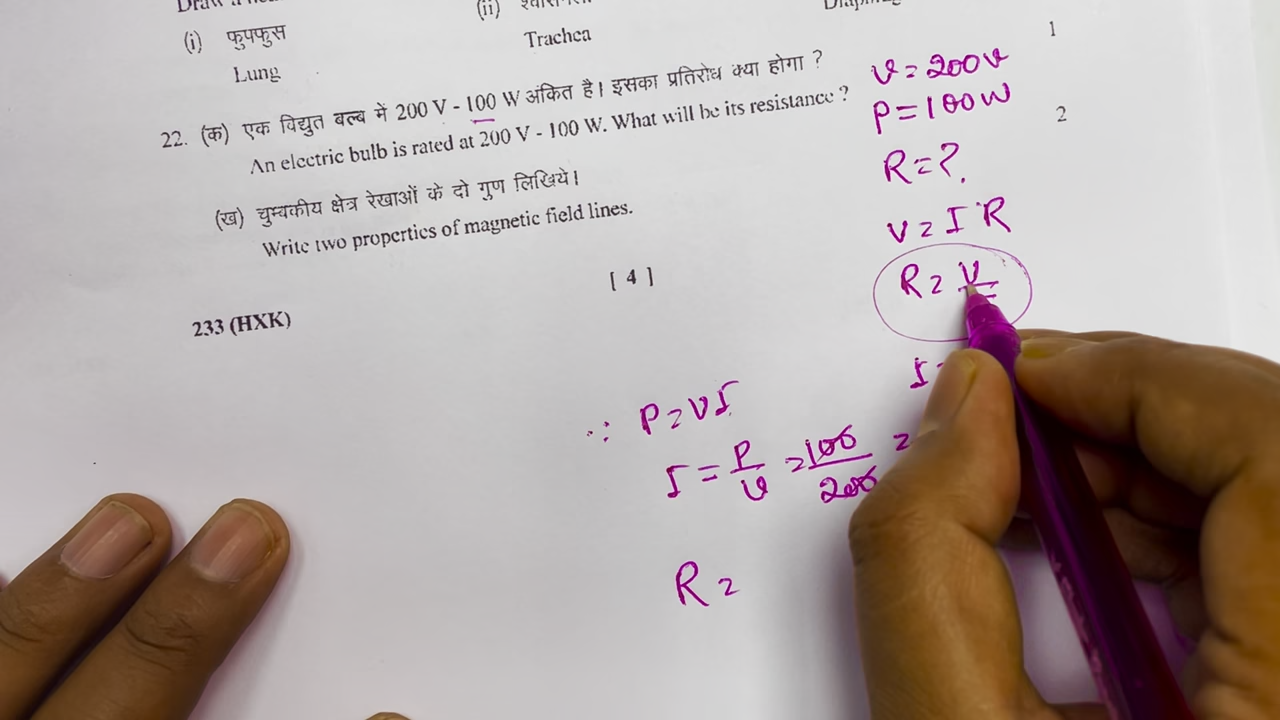 (i) फुफ्फुस
(ii)
Lung
Trachea
1
22. (क) एक विद्युत बल्ब में 200 V - 100 W अंकित है। इसका प्रतिरोध क्या होगा ?
An electric bulb is rated at 200 V - 100 W. What will be its resistance ?
2
(ख) चुम्बकीय क्षेत्र रेखाओं के दो गुण लिखिये।
Write two properties of magnetic field lines.
[ 4 ]
233 (HXK)
V = 200V
P = 100W
R = ?
V = I R
R = V
I =
∵ P = VI
I = P/V = 100/200 =
R =